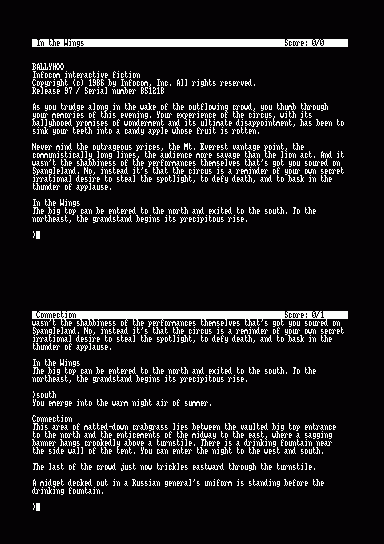 In the Wings Score: 0/0
BALLYHOO
Infocom interactive fiction
Copyright (c) 1986 by Infocom, Inc. All rights reserved.
Release 97 / Serial number 851218
As you trudge along in the wake of the outflowing crowd, you thumb through
your memories of this evening. Your experience of the circus, with its
ballyhooed promises of wonderment and its ultimate disappointment, has been to
sink your teeth into a candy apple whose fruit is rotten.
Never mind the outrageous prices, the Mt. Everest vantage point, the
communistically long lines, the audience more savage than the lion act. And it
wasn't the shabbiness of the performances themselves that's got you soured on
Spangleland. No, instead it's that the circus is a reminder of your own secret
irrational desire to steal the spotlight, to defy death, and to bask in the
thunder of applause.
In the Wings
The big top can be entered to the north and exited to the south. To the
northeast, the grandstand begins its precipitous rise.
>
Connection Score: 0/1
wasn't the shabbiness of the performances themselves that's got you soured on
Spangleland. No, instead it's that the circus is a reminder of your own secret
irrational desire to steal the spotlight, to defy death, and to bask in the
thunder of applause.
In the Wings
The big top can be entered to the north and exited to the south. To the
northeast, the grandstand begins its precipitous rise.
>south
You emerge into the warm night air of summer.
Connection
This area of matted-down crabgrass lies between the vaulted big top entrance
to the north and the enticements of the midway to the east, where a sagging
banner hangs crookedly above a turnstile. There is a drinking fountain near
the side wall of the tent. You can enter the night to the west and south.
The last of the crowd just now trickles eastward through the turnstile.
A midget decked out in a Russian general's uniform is standing before the
drinking fountain.
>